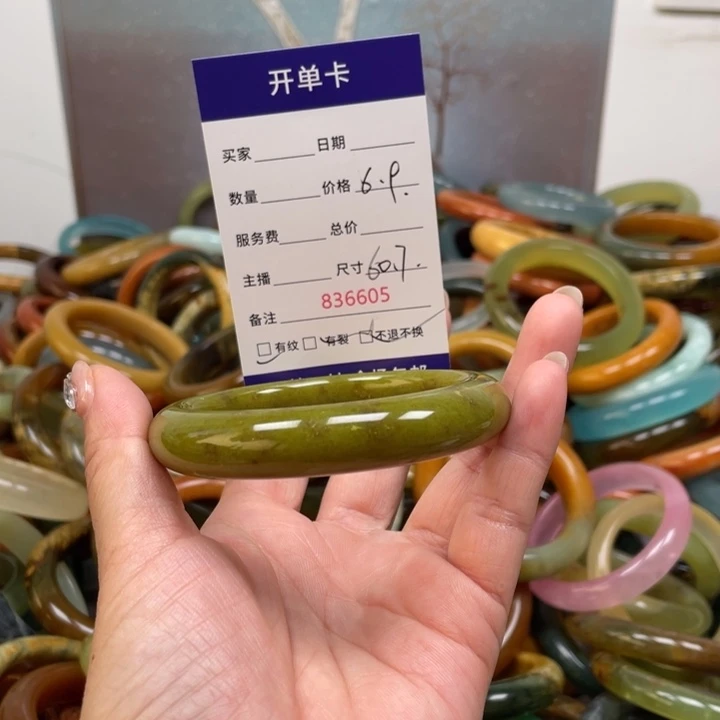 开单卡
买家 日期
数量 价格 6.9.
服务费 总价
主播 尺寸 60.7.
836605
备注
有纹 有裂 不退不换